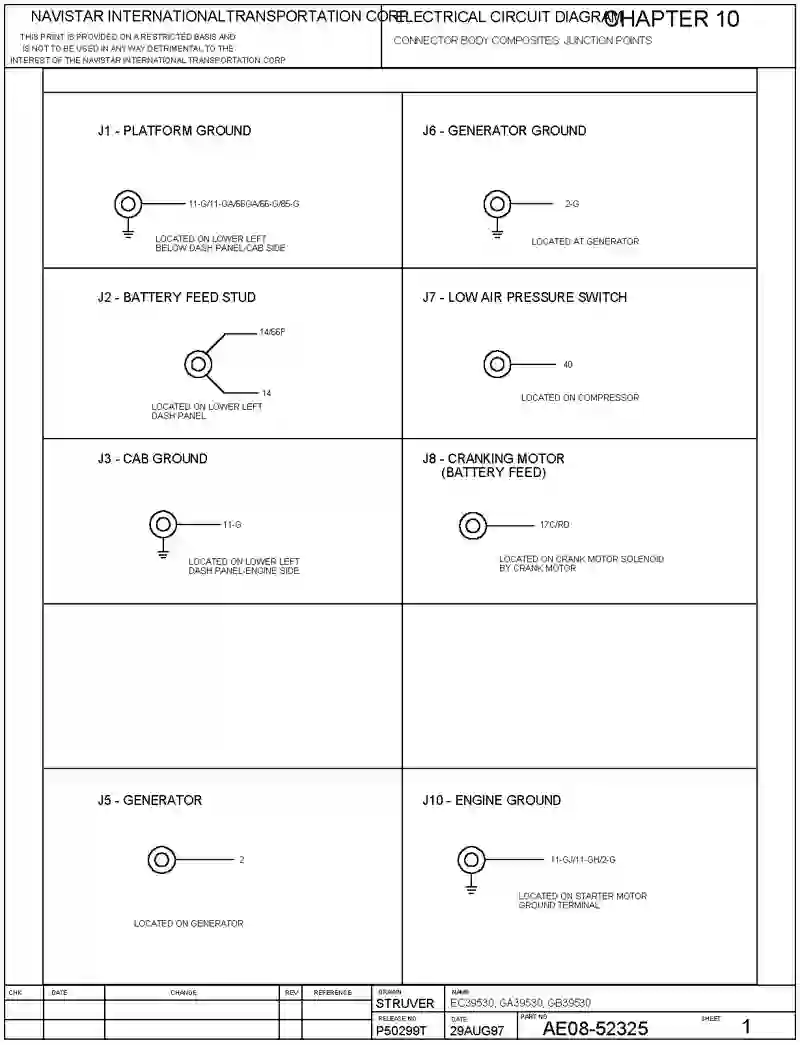 NAVISTAR INTERNATIONAL TRANSPORTATION CORP
ELECTRICAL CIRCUIT DIAGRAM
CHAPTER 10
THIS PRINT IS PROVIDED ON A RESTRICTED BASIS AND
IS NOT TO BE USED IN ANY WAY DETRIMENTAL TO THE
INTEREST OF THE NAVISTAR INTERNATIONAL TRANSPORTATION CORP
CONNECTOR BODY COMPOSITES: JUNCTION POINTS
J1 - PLATFORM GROUND
11-G/11-GA/66GA/66-G/85-G
LOCATED ON LOWER LEFT
BELOW DASH PANEL/CAB SIDE
J6 - GENERATOR GROUND
2-G
LOCATED AT GENERATOR
J2 - BATTERY FEED STUD
14/66F
14
LOCATED ON LOWER LEFT
DASH PANEL
J7 - LOW AIR PRESSURE SWITCH
40
LOCATED ON COMPRESSOR
J3 - CAB GROUND
11-G
LOCATED ON LOWER LEFT
DASH PANEL-ENGINE SIDE
J8 - CRANKING MOTOR
(BATTERY FEED)
17C/RD
LOCATED ON CRANK MOTOR SOLENOID
BY CRANK MOTOR
J5 - GENERATOR
2
LOCATED ON GENERATOR
J10 - ENGINE GROUND
11-GJ/11-GH/2-G
LOCATED ON STARTER MOTOR
GROUND TERMINAL
CHK
DATE
CHANGE
REV
REFERENCE
DRAWN
STRUVER
NAME
EC39530, GA39530, GB39530
RELEASE NO
P50299T
DATE
29AUG97
PART NO
AE08-52325
SHEET
1